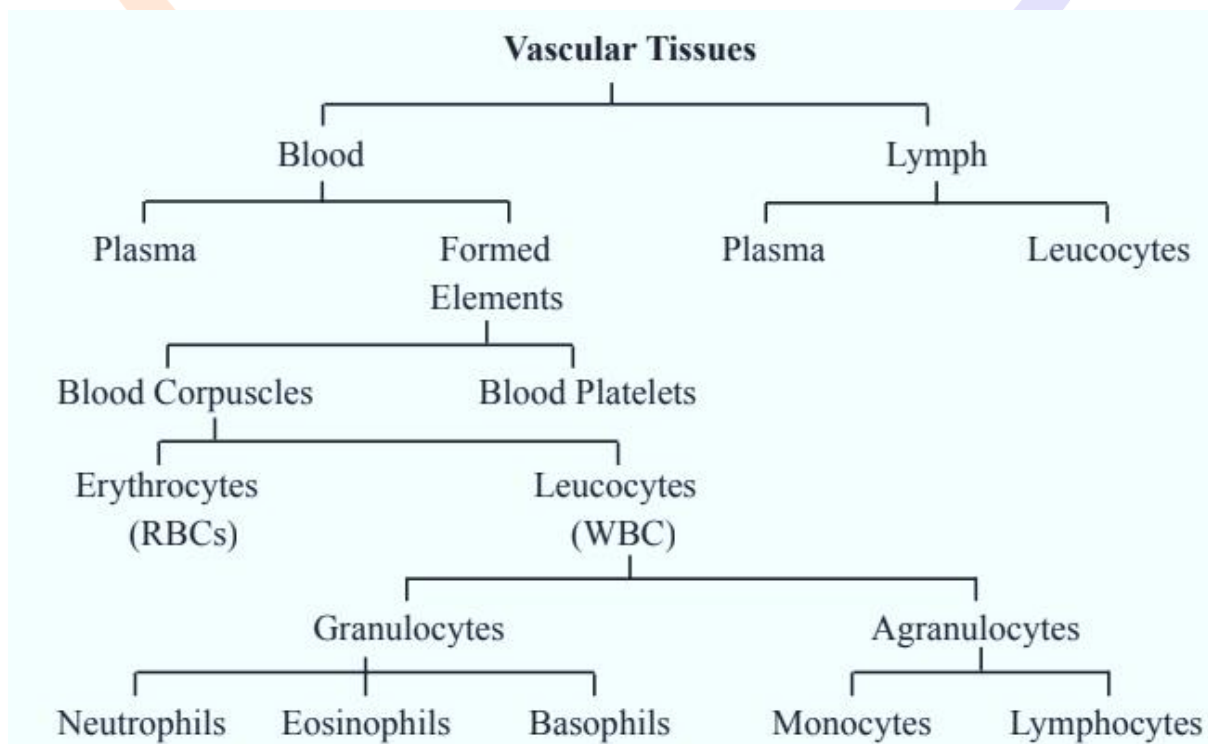 Vascular Tissues
Blood Lymph
Plasma Formed Plasma Leucocytes
Elements
Blood Corpuscles Blood Platelets
Erythrocytes Leucocytes
(RBCs) (WBC)
Granulocytes Agranulocytes
Neutrophils Eosinophils Basophils Monocytes Lymphocytes